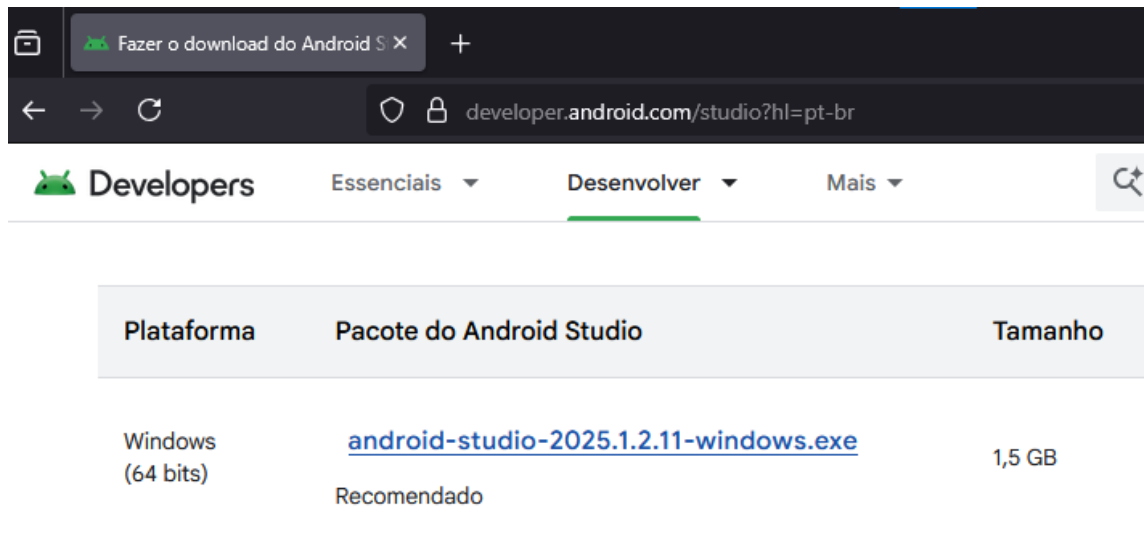 Fazer o download do Android S
developer.android.com/studio?hl=pt-br
Developers Essenciais Desenvolver Mais
Plataforma Pacote do Android Studio Tamanho
Windows
(64 bits)
android-studio-2025.1.2.11-windows.exe
Recomendado
1,5 GB